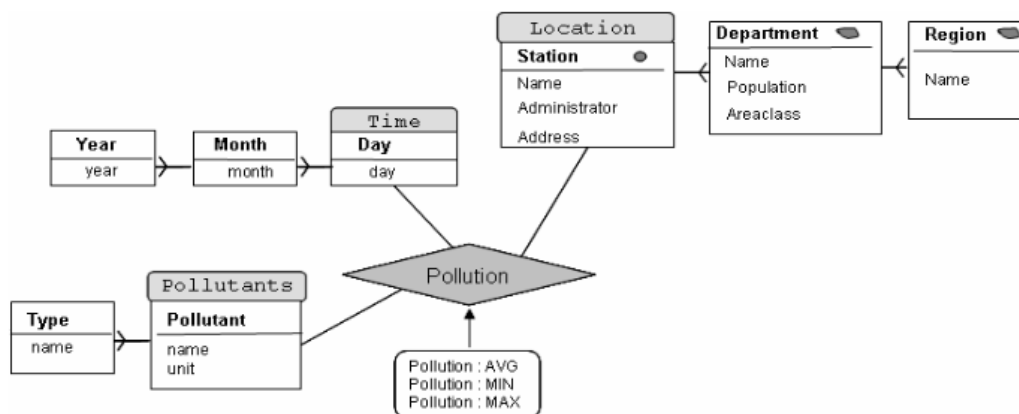 Location
Station
Name
Administrator
Address
Department
Name
Population
Areaclass
Region
Name
Time
Day
day
Month
month
Year
year
Pollution
Pollutants
Pollutant
name
unit
Type
name
Pollution : AVG
Pollution : MIN
Pollution : MAX